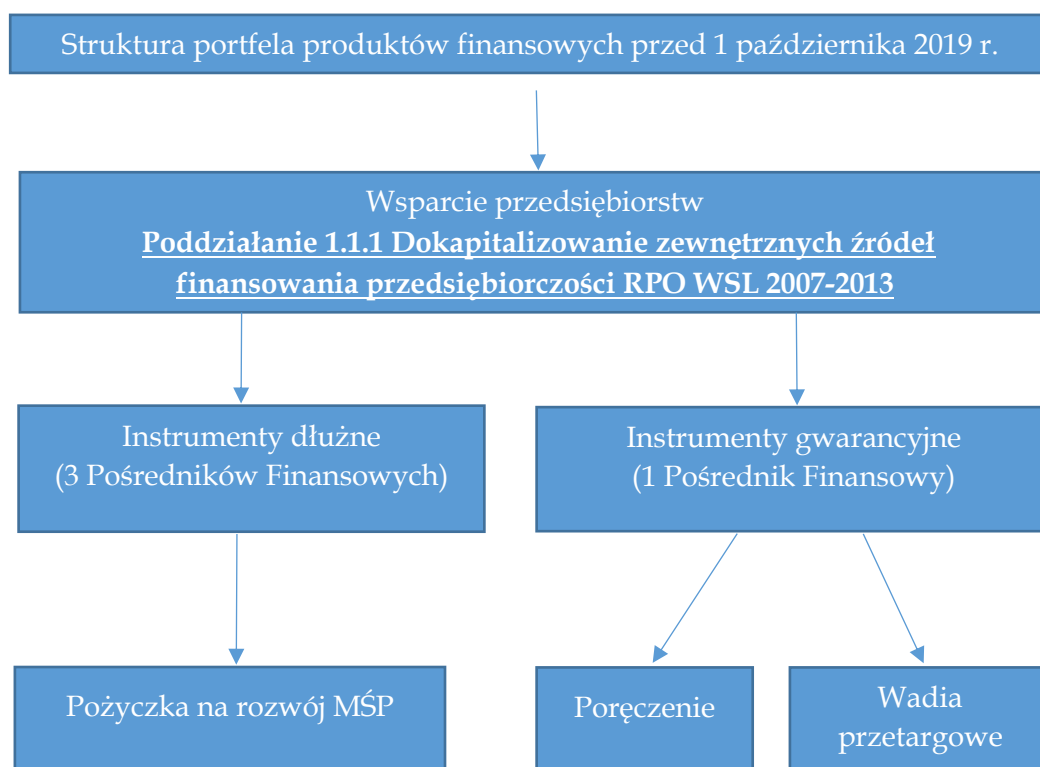 Struktura portfela produktów finansowych przed 1 października 2019 r.
Wsparcie przedsiębiorstw
Poddziałanie 1.1.1 Dokapitalizowanie zewnętrznych źródeł
finansowania przedsiębiorczości RPO WSL 2007-2013
Instrumenty dłużne
(3 Pośredników Finansowych)
Instrumenty gwarancyjne
(1 Pośrednik Finansowy)
Pożyczka na rozwój MŚP
Poręczenie
Wadia
przetargowe